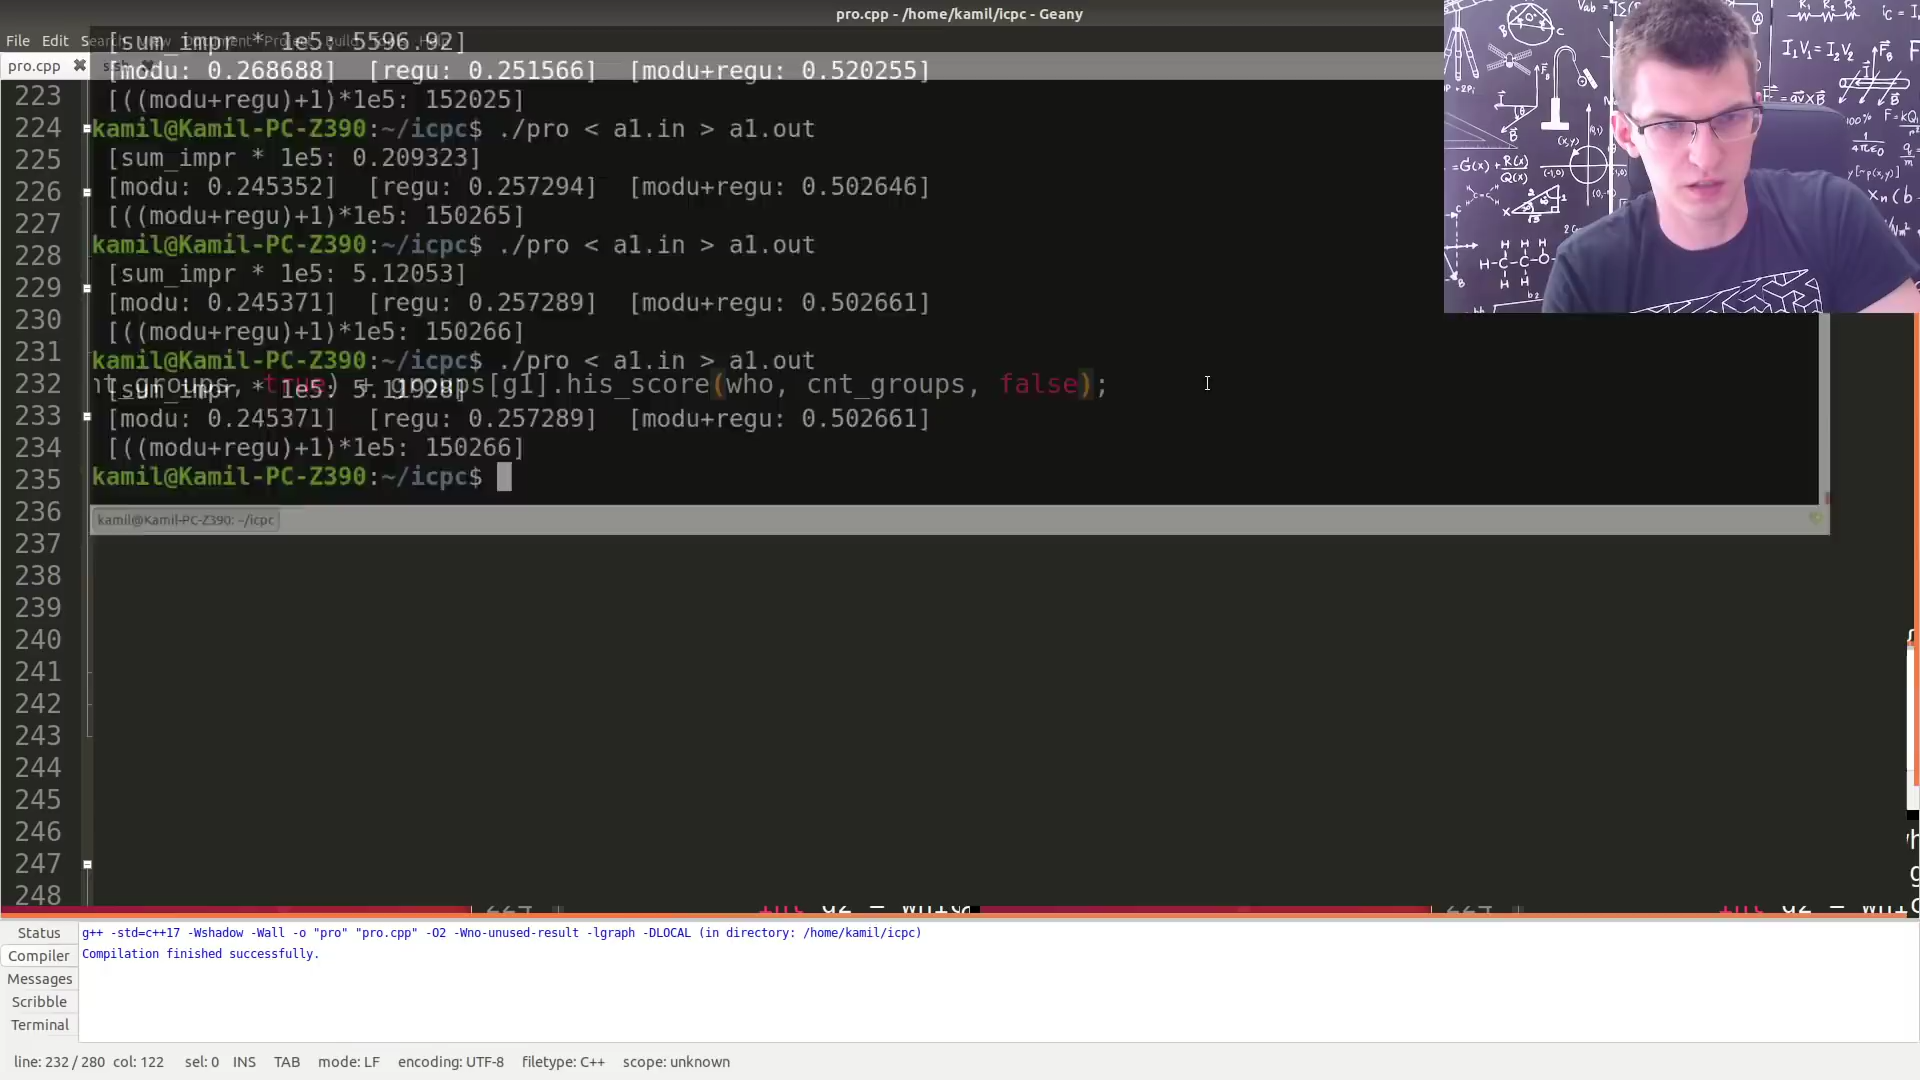 pro.cpp - /home/kamil/icpc - Geany
File Edit
pro.cpp
[sum_impr * 1e5: 5596.02]
[modu: 0.268688] [regu: 0.251566] [modu+regu: 0.520255]
[((modu+regu)+1)*1e5: 152025]
kamil@Kamil-PC-Z390:~/icpc$ ./pro < a1.in > a1.out
[sum_impr * 1e5: 0.209323]
[modu: 0.245352] [regu: 0.257294] [modu+regu: 0.502646]
[((modu+regu)+1)*1e5: 150265]
kamil@Kamil-PC-Z390:~/icpc$ ./pro < a1.in > a1.out
[sum_impr * 1e5: 5.12053]
[modu: 0.245371] [regu: 0.257289] [modu+regu: 0.502661]
[((modu+regu)+1)*1e5: 150266]
kamil@Kamil-PC-Z390:~/icpc$ ./pro < a1.in > a1.out
[sum_impr * 1e5: 5.11928]
nt_groups, true) + groups[g1].his_score(who, cnt_groups, false);
[modu: 0.245371] [regu: 0.257289] [modu+regu: 0.502661]
[((modu+regu)+1)*1e5: 150266]
kamil@Kamil-PC-Z390:~/icpc$
kamil@Kamil-PC-Z390: ~/icpc
223
224
225
226
227
228
229
230
231
232
233
234
235
236
237
238
239
240
241
242
243
244
245
246
247
248
Status
Compiler
Messages
Scribble
Terminal
g++ -std=c++17 -Wshadow -Wall -o "pro" "pro.cpp" -O2 -Wno-unused-result -lgraph -DLOCAL (in directory: /home/kamil/icpc)
Compilation finished successfully.
line: 232 / 280 col: 122 sel: 0 INS TAB mode: LF encoding: UTF-8 filetype: C++ scope: unknown